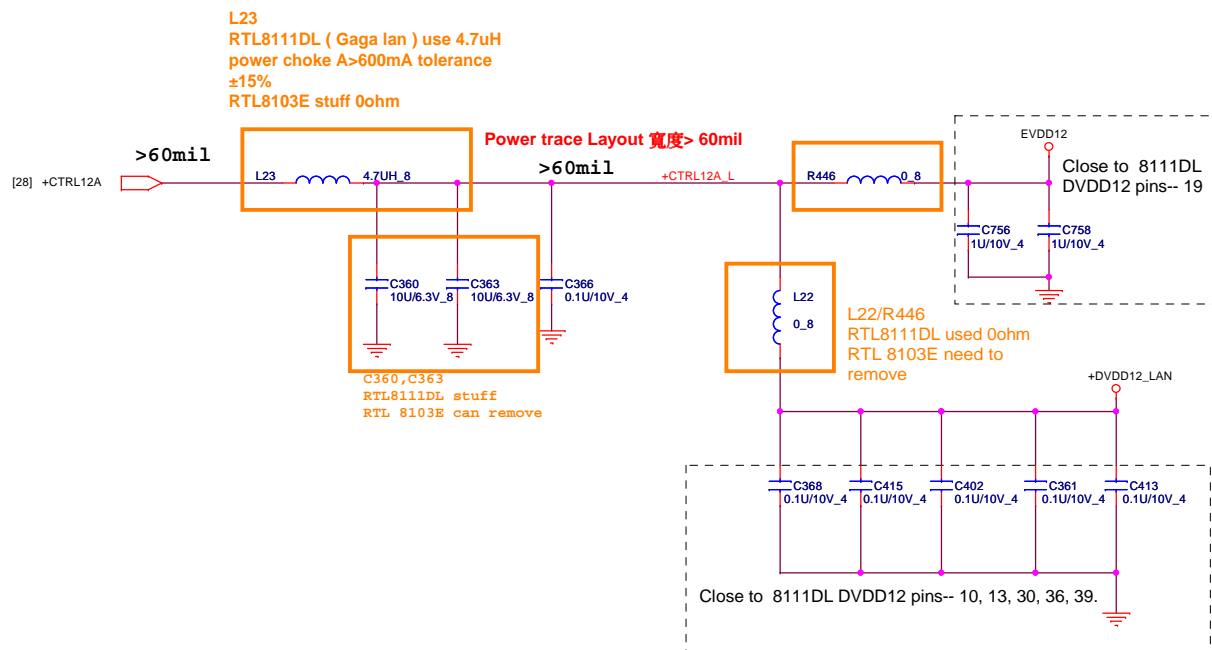 L23
RTL8111DL ( Gaga lan ) use 4.7uH
power choke A>600mA tolerance
±15%
RTL8103E stuff 0ohm
>60mil
Power trace Layout 寬度> 60mil
>60mil
[28] +CTRL12A
L23
4.7UH_8
+CTRL12A_L
R446
0_8
EVDD12
Close to 8111DL
DVDD12 pins-- 19
C756
1U/10V_4
C758
1U/10V_4
C360
10U/6.3V_8
C363
10U/6.3V_8
C366
0.1U/10V_4
L22
0_8
L22/R446
RTL8111DL used 0ohm
RTL 8103E need to
remove
C360,C363
RTL8111DL stuff
RTL 8103E can remove
+DVDD12_LAN
C368
0.1U/10V_4
C415
0.1U/10V_4
C402
0.1U/10V_4
C361
0.1U/10V_4
C413
0.1U/10V_4
Close to 8111DL DVDD12 pins-- 10, 13, 30, 36, 39.